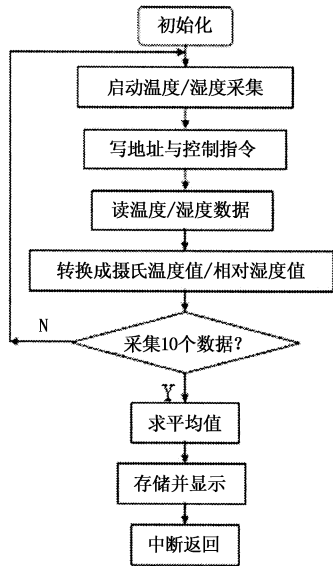 初始化
启动温度/湿度采集
写地址与控制指令
读温度/湿度数据
转换成摄氏温度值/相对湿度值
N
采集10个数据?
Y
求平均值
存储并显示
中断返回